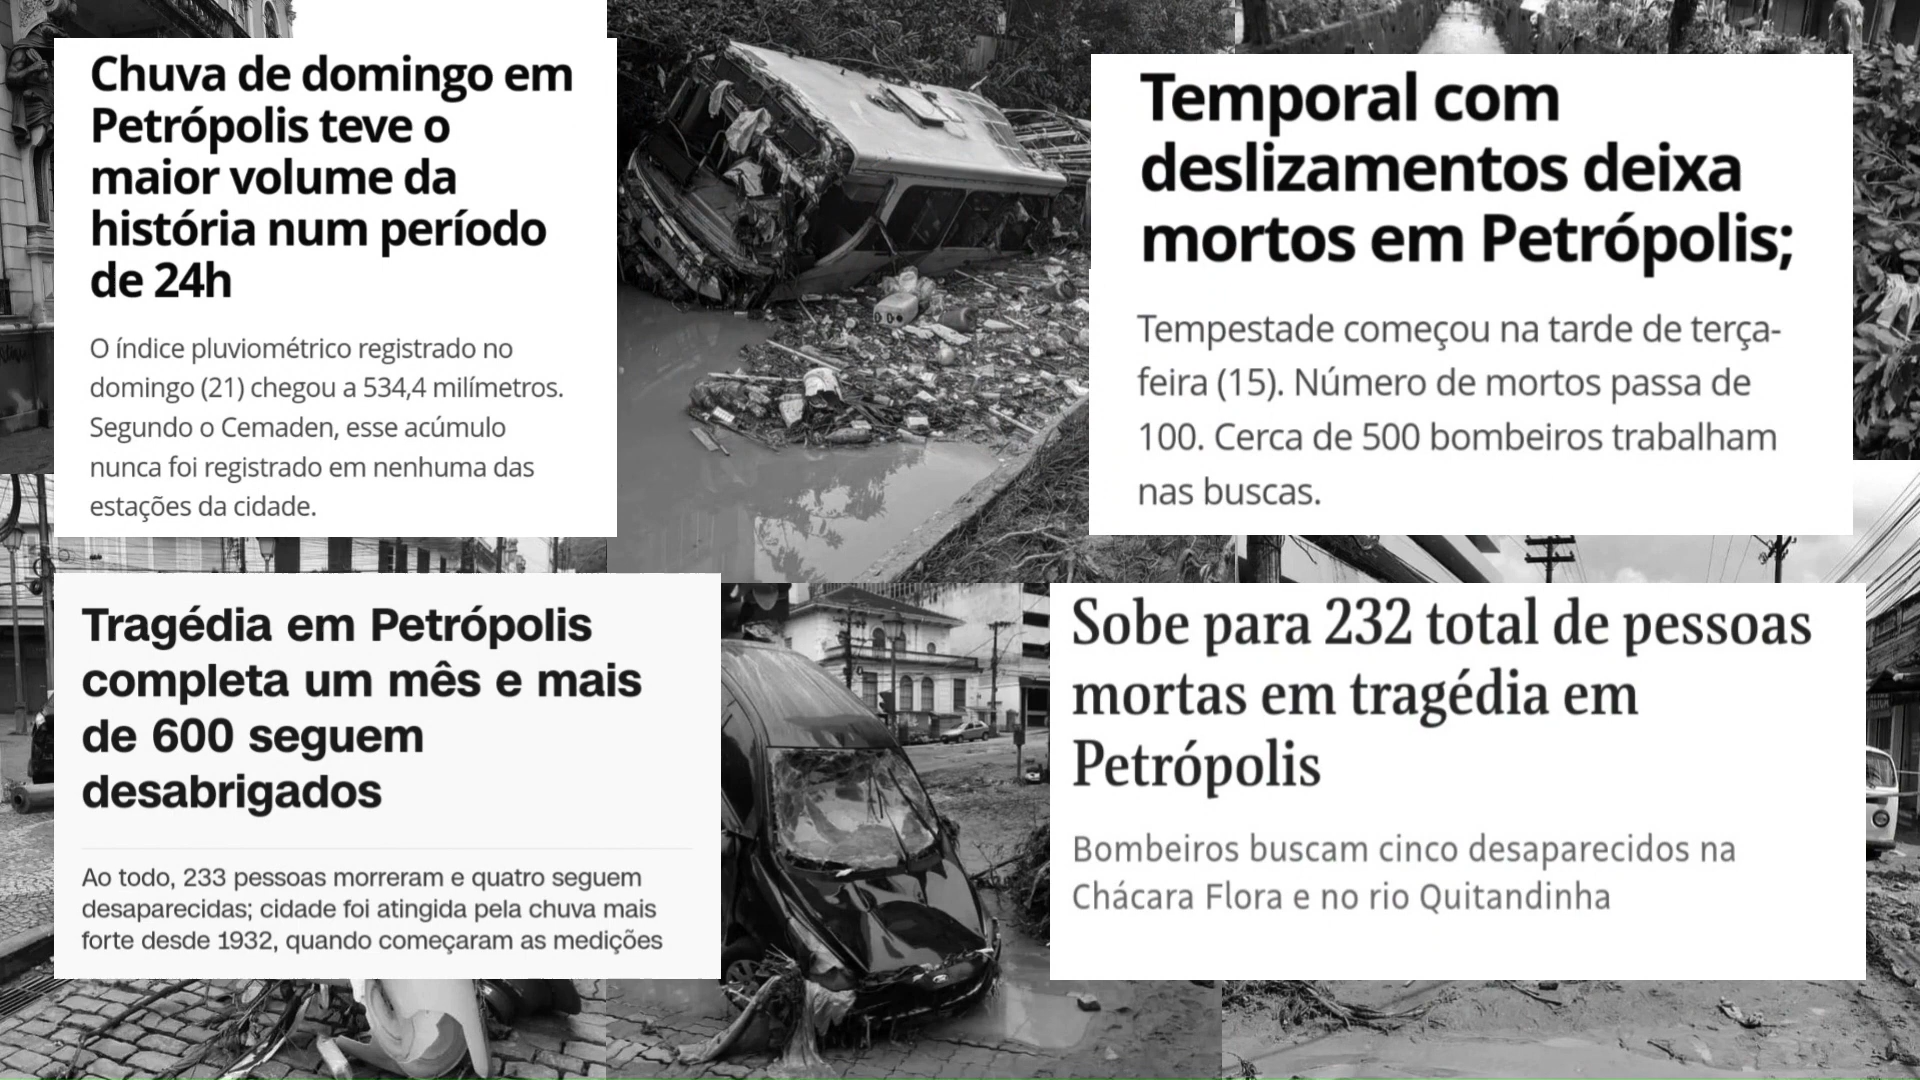 Chuva de domingo em
Petrópolis teve o
maior volume da
história num período
de 24h
O índice pluviométrico registrado no
domingo (21) chegou a 534,4 milímetros.
Segundo o Cemaden, esse acúmulo
nunca foi registrado em nenhuma das
estações da cidade.
Temporal com
deslizamentos deixa
mortos em Petrópolis;
Tempestade começou na tarde de terça-
feira (15). Número de mortos passa de
100. Cerca de 500 bombeiros trabalham
nas buscas.
Tragédia em Petrópolis
completa um mês e mais
de 600 seguem
desabrigados
Ao todo, 233 pessoas morreram e quatro seguem
desaparecidas; cidade foi atingida pela chuva mais
forte desde 1932, quando começaram as medições
Sobe para 232 total de pessoas
mortas em tragédia em
Petrópolis
Bombeiros buscam cinco desaparecidos na
Chácara Flora e no rio Quitandinha